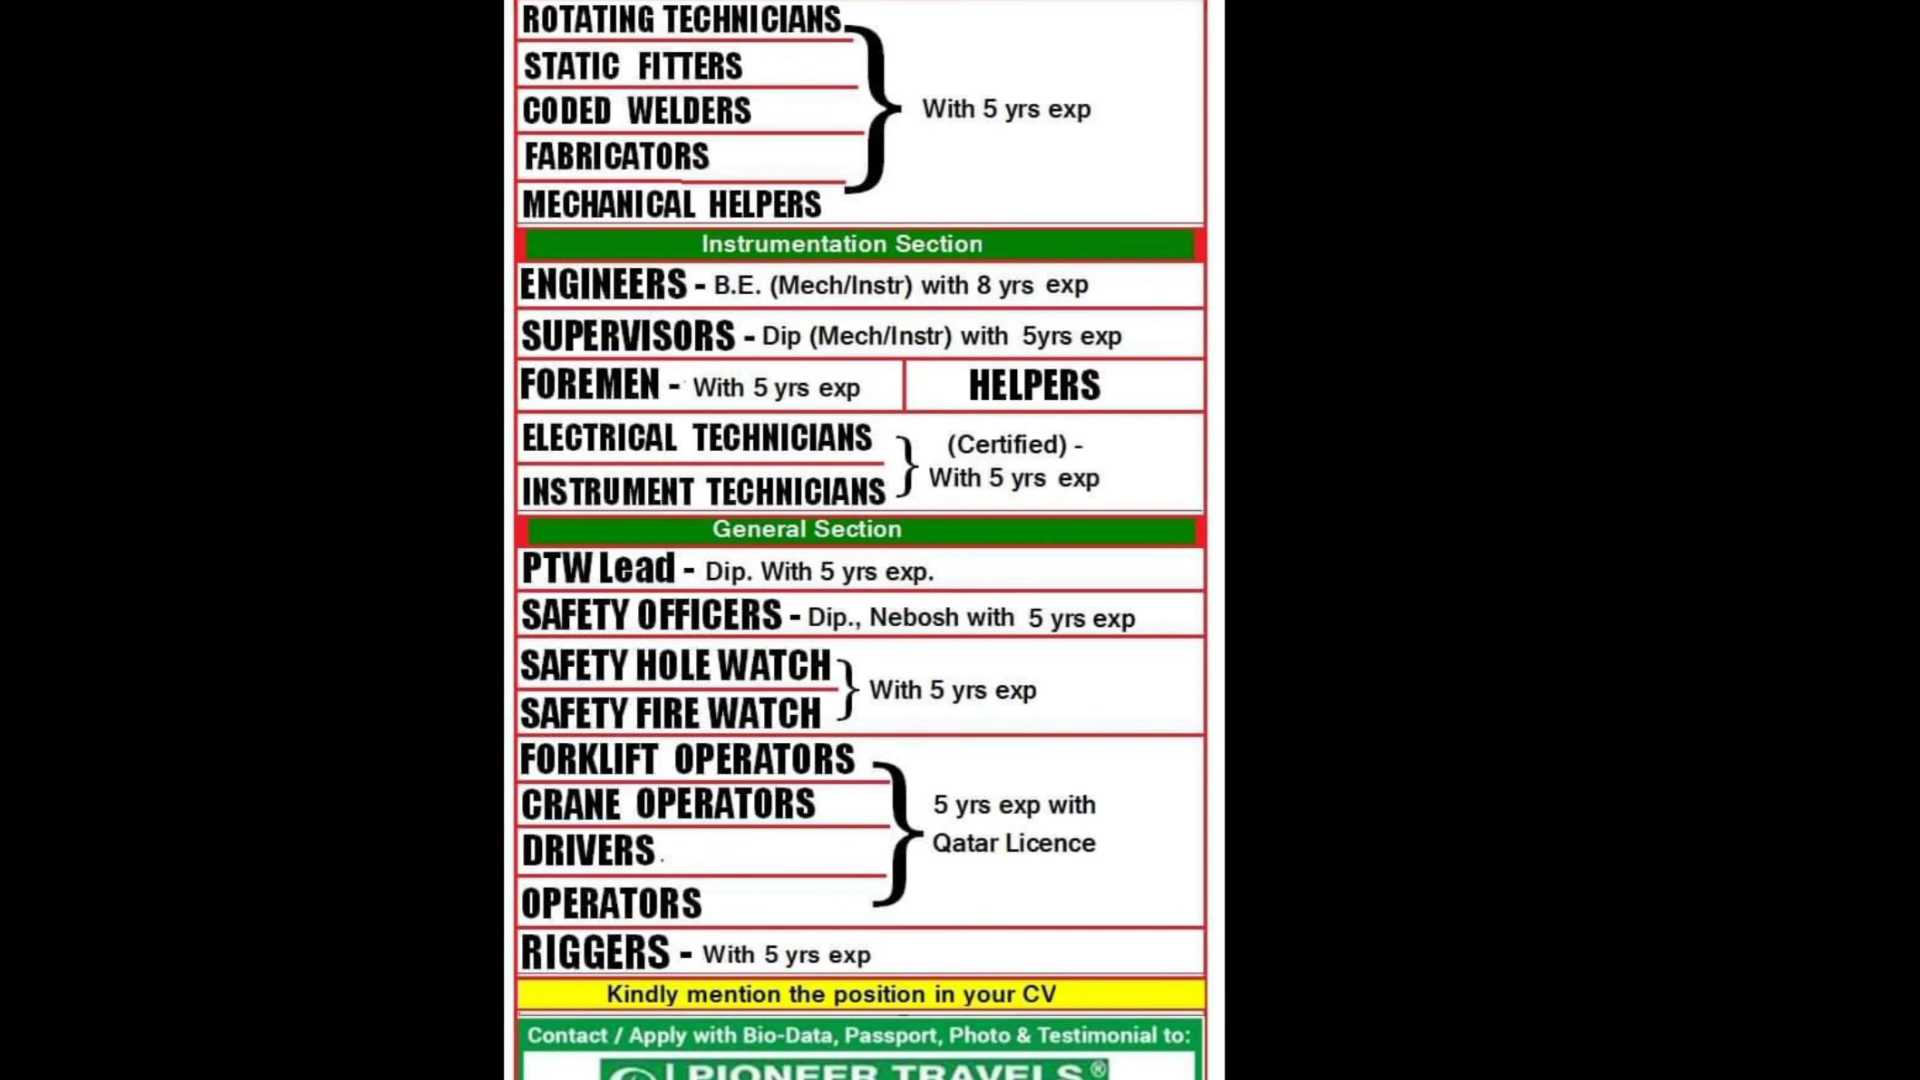 ROTATING TECHNICIANS
STATIC FITTERS
CODED WELDERS
FABRICATORS
With 5 yrs exp
MECHANICAL HELPERS
Instrumentation Section
ENGINEERS - B.E. (Mech/Instr) with 8 yrs exp
SUPERVISORS - Dip (Mech/Instr) with 5yrs exp
FOREMEN - With 5 yrs exp
HELPERS
ELECTRICAL TECHNICIANS
INSTRUMENT TECHNICIANS
(Certified) -
With 5 yrs exp
General Section
PTW Lead - Dip. With 5 yrs exp.
SAFETY OFFICERS - Dip., Nebosh with 5 yrs exp
SAFETY HOLE WATCH
SAFETY FIRE WATCH
With 5 yrs exp
FORKLIFT OPERATORS
CRANE OPERATORS
DRIVERS
OPERATORS
5 yrs exp with
Qatar Licence
RIGGERS - With 5 yrs exp
Kindly mention the position in your CV
Contact / Apply with Bio-Data, Passport, Photo & Testimonial to:
PIONEER TRAVELS®